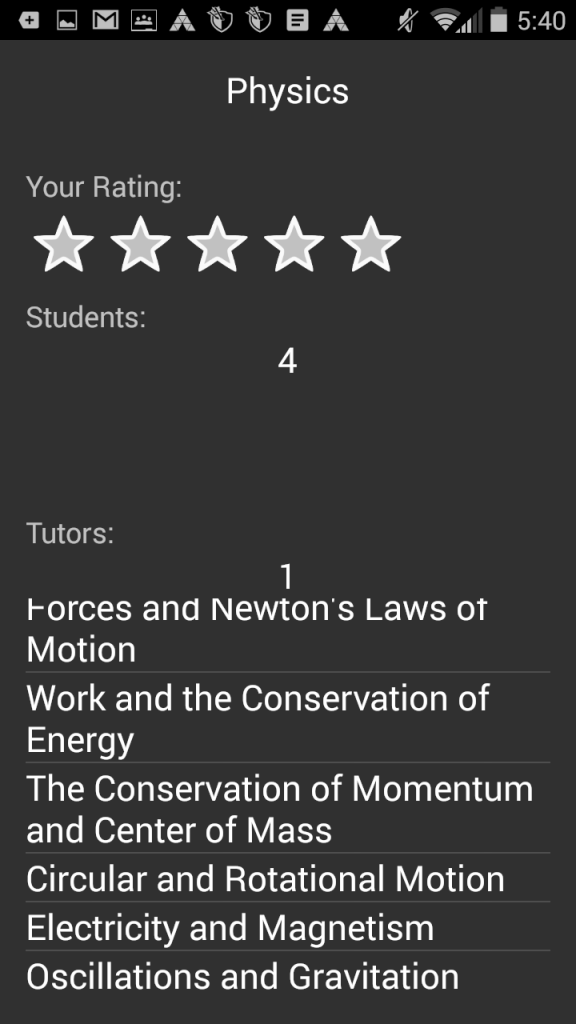 5:40
Physics
Your Rating:
Students:
4
Tutors:
1
Forces and Newton's Laws of
Motion
Work and the Conservation of
Energy
The Conservation of Momentum
and Center of Mass
Circular and Rotational Motion
Electricity and Magnetism
Oscillations and Gravitation